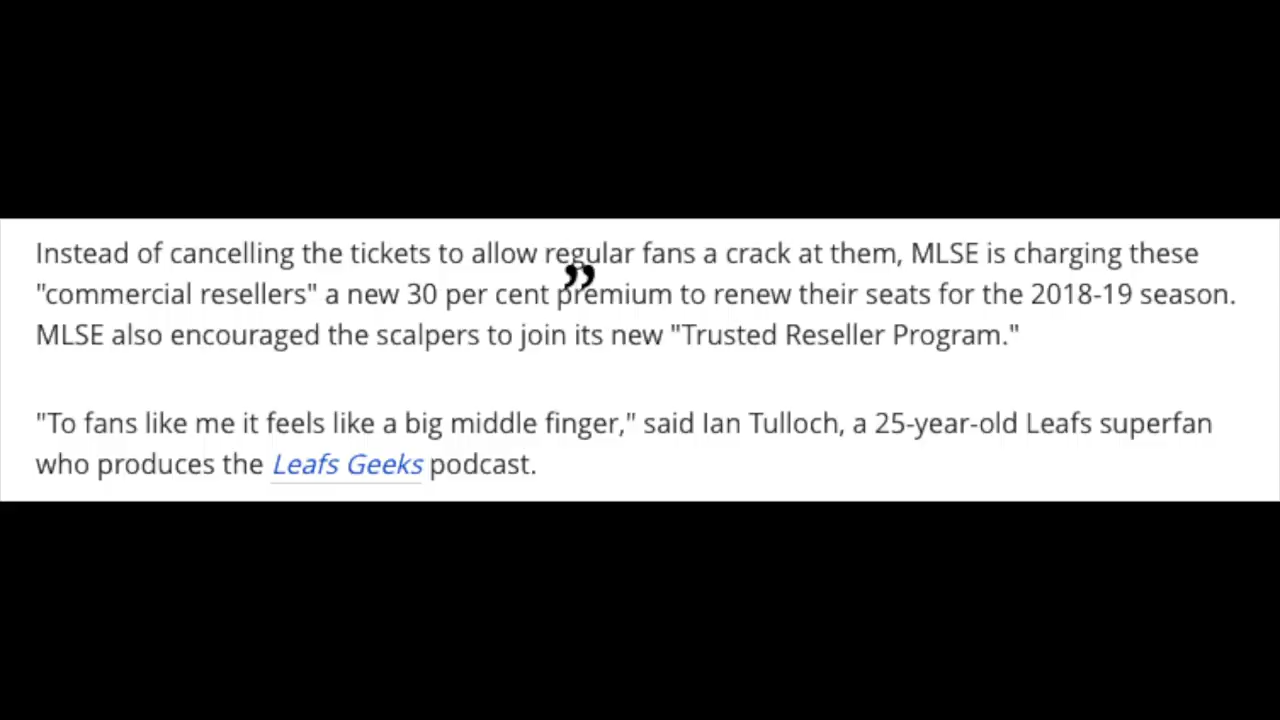 Instead of cancelling the tickets to allow regular fans a crack at them, MLSE is charging these
"commercial resellers" a new 30 per cent premium to renew their seats for the 2018-19 season.
MLSE also encouraged the scalpers to join its new "Trusted Reseller Program."
"To fans like me it feels like a big middle finger," said Ian Tulloch, a 25-year-old Leafs superfan
who produces the Leafs Geeks podcast.